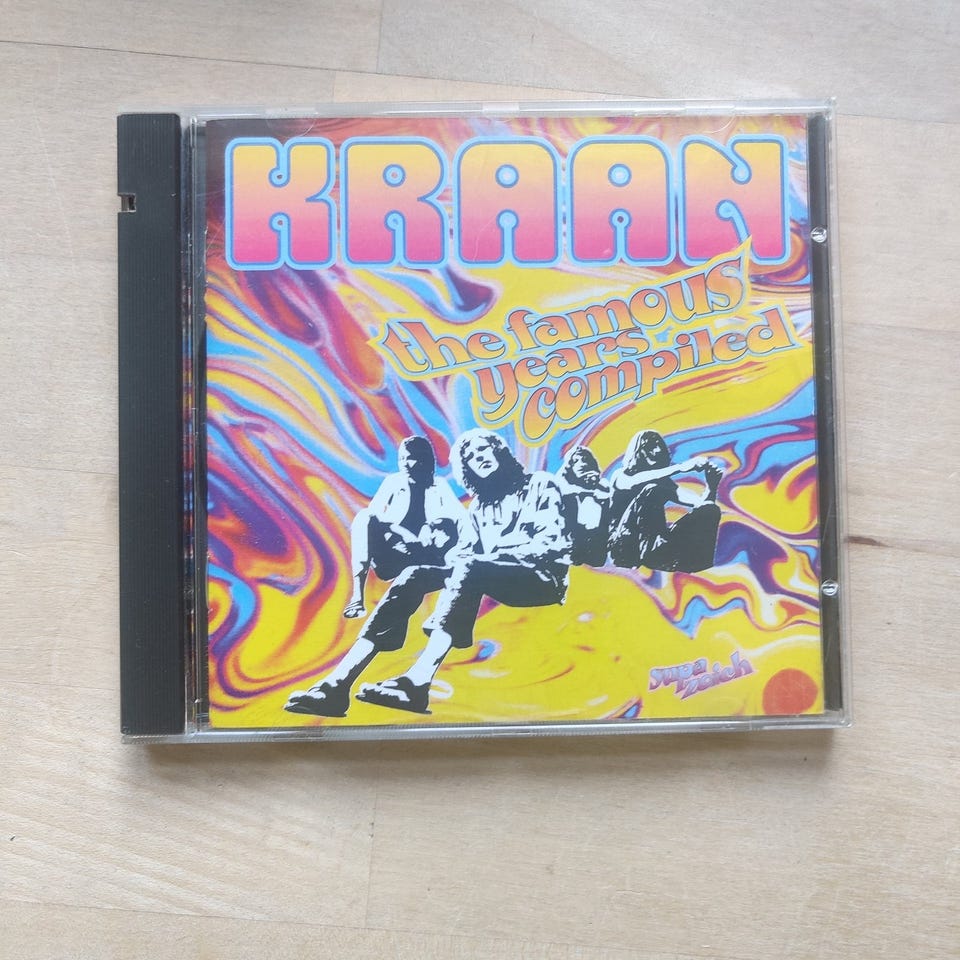 KRAAN
the famous
years
compiled
supa
zoich